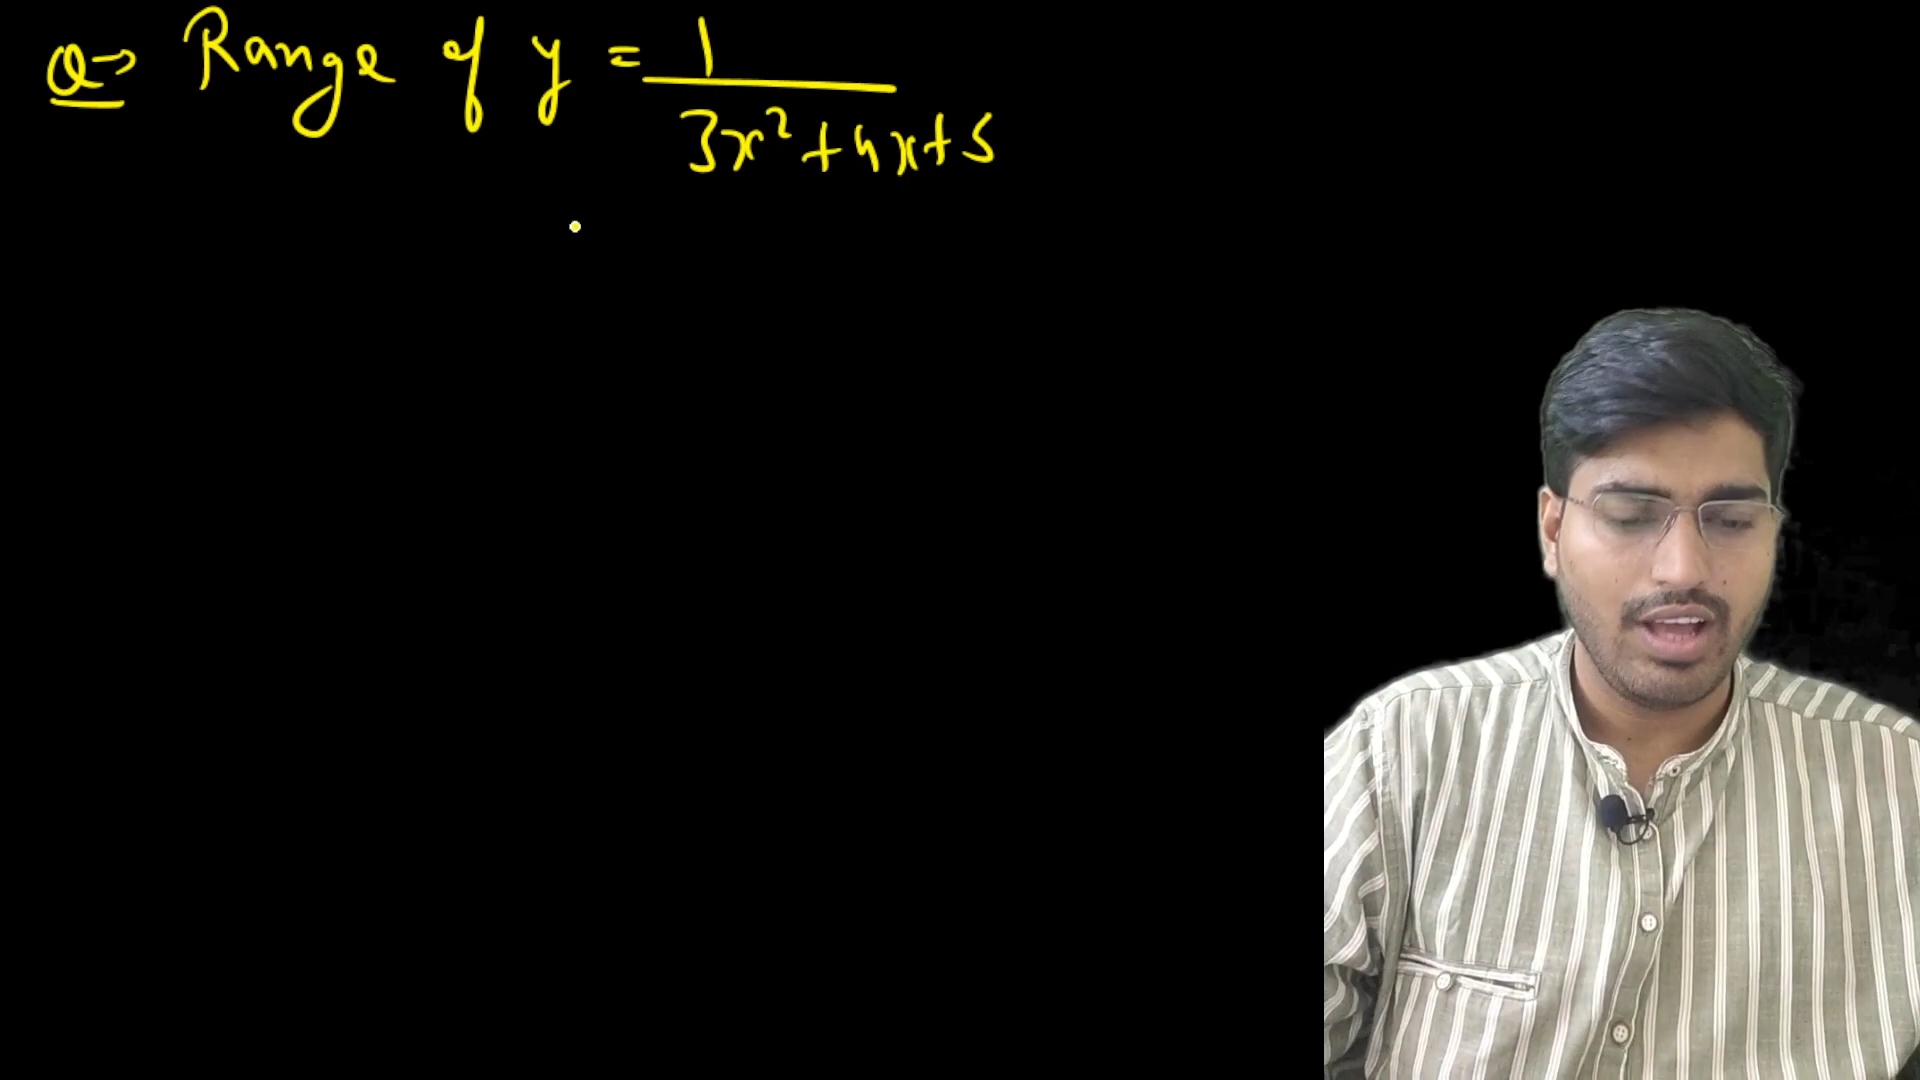 Q→ Range of y = 1
3x²+4x+5